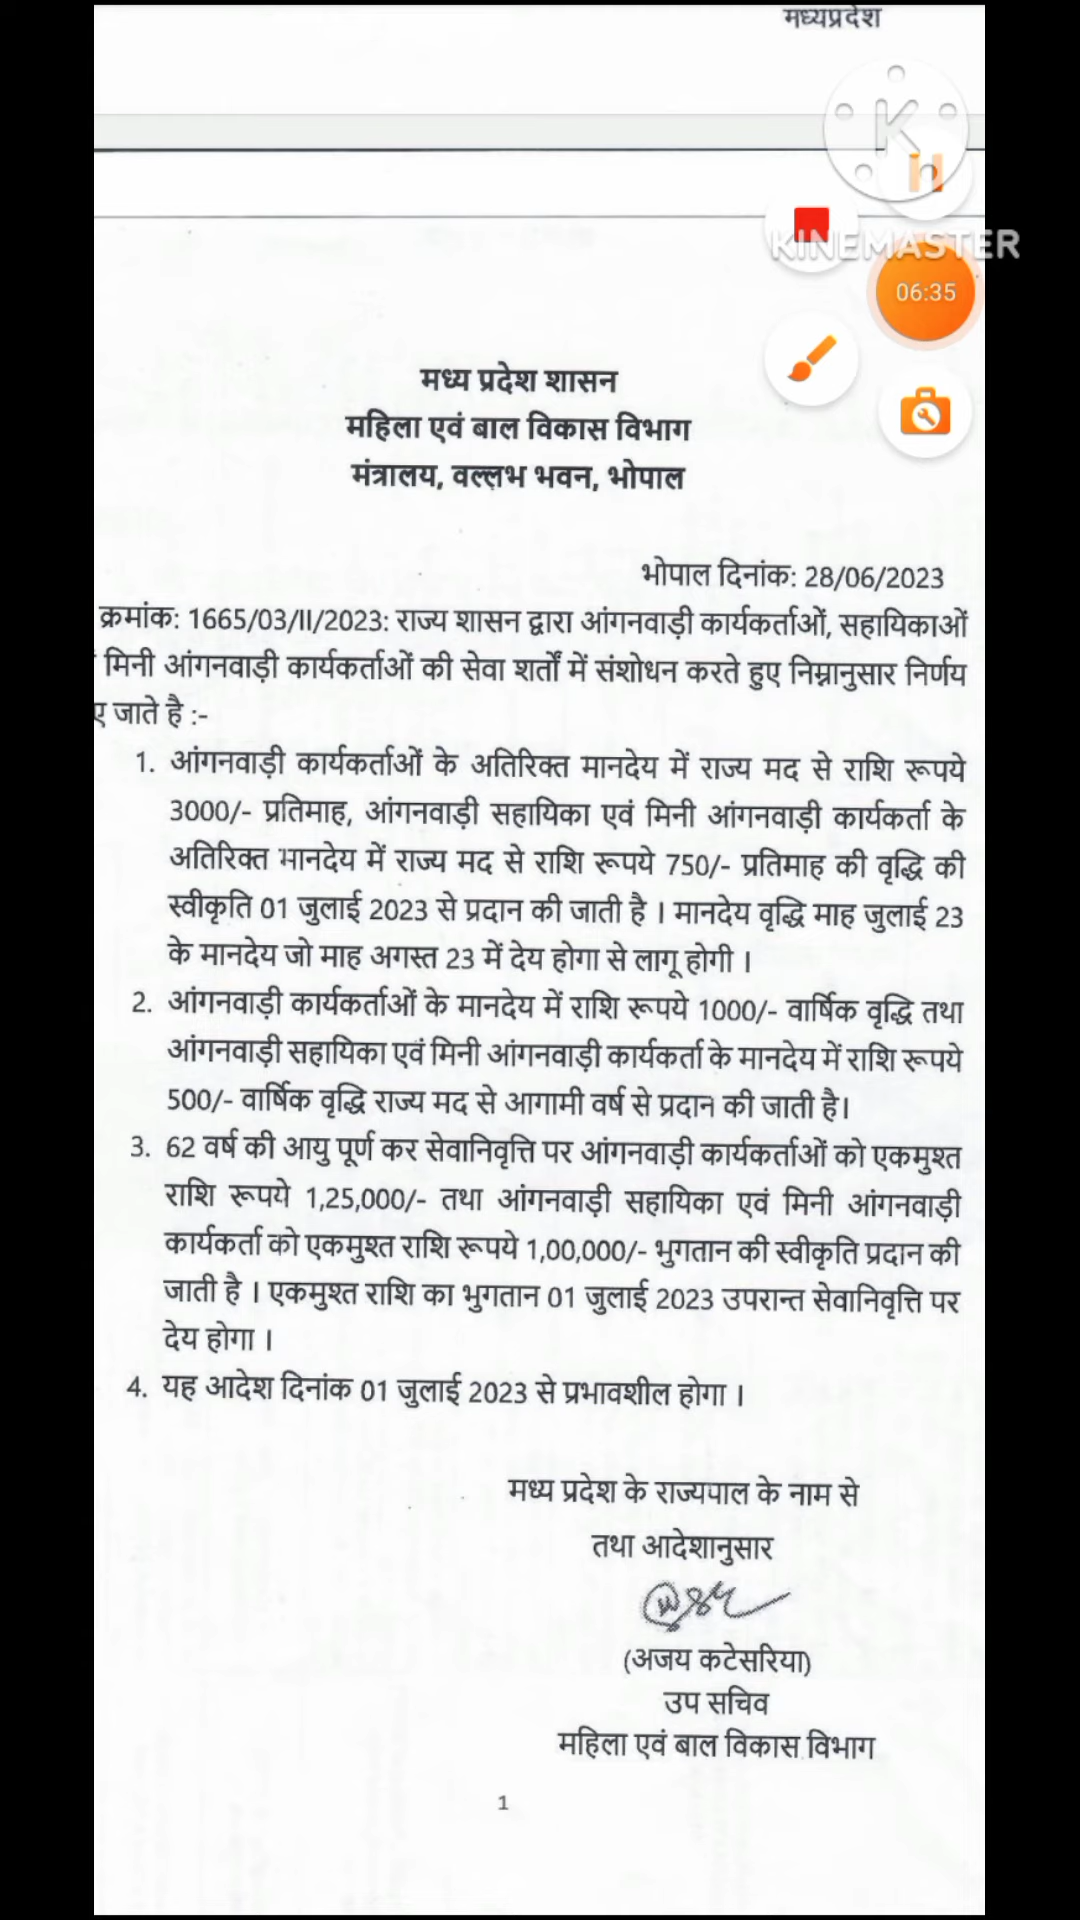 मध्यप्रदेश
K
KINEMASTER
06:35
मध्य प्रदेश शासन
महिला एवं बाल विकास विभाग
मंत्रालय, वल्लभ भवन, भोपाल
भोपाल दिनांक: 28/06/2023
क्रमांक: 1665/03/II/2023: राज्य शासन द्वारा आंगनवाड़ी कार्यकर्ताओं, सहायिकाओं
मिनी आंगनवाड़ी कार्यकर्ताओं की सेवा शर्तों में संशोधन करते हुए निम्नानुसार निर्णय
ए जाते है :-
1. आंगनवाड़ी कार्यकर्ताओं के अतिरिक्त मानदेय में राज्य मद से राशि रूपये
3000/- प्रतिमाह, आंगनवाड़ी सहायिका एवं मिनी आंगनवाड़ी कार्यकर्ता के
अतिरिक्त मानदेय में राज्य मद से राशि रूपये 750/- प्रतिमाह की वृद्धि की
स्वीकृति 01 जुलाई 2023 से प्रदान की जाती है । मानदेय वृद्धि माह जुलाई 23
के मानदेय जो माह अगस्त 23 में देय होगा से लागू होगी ।
2. आंगनवाड़ी कार्यकर्ताओं के मानदेय में राशि रूपये 1000/- वार्षिक वृद्धि तथा
आंगनवाड़ी सहायिका एवं मिनी आंगनवाड़ी कार्यकर्ता के मानदेय में राशि रूपये
500/- वार्षिक वृद्धि राज्य मद से आगामी वर्ष से प्रदान की जाती है।
3. 62 वर्ष की आयु पूर्ण कर सेवानिवृत्ति पर आंगनवाड़ी कार्यकर्ताओं को एकमुश्त
राशि रूपये 1,25,000/- तथा आंगनवाड़ी सहायिका एवं मिनी आंगनवाड़ी
कार्यकर्ता को एकमुश्त राशि रूपये 1,00,000/- भुगतान की स्वीकृति प्रदान की
जाती है । एकमुश्त राशि का भुगतान 01 जुलाई 2023 उपरान्त सेवानिवृत्ति पर
देय होगा ।
4. यह आदेश दिनांक 01 जुलाई 2023 से प्रभावशील होगा ।
मध्य प्रदेश के राज्यपाल के नाम से
तथा आदेशानुसार
(अजय कटेसरिया)
उप सचिव
महिला एवं बाल विकास विभाग
1